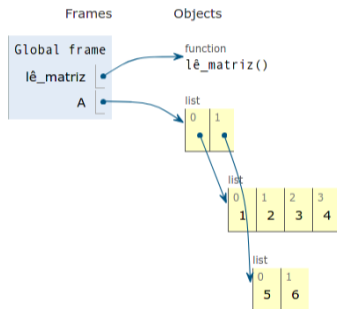 Frames Objects
Global frame
lê_matriz
A
function
lê_matriz()
list
0 1
list
0 1 2 3
1 2 3 4
list
0 1
5 6